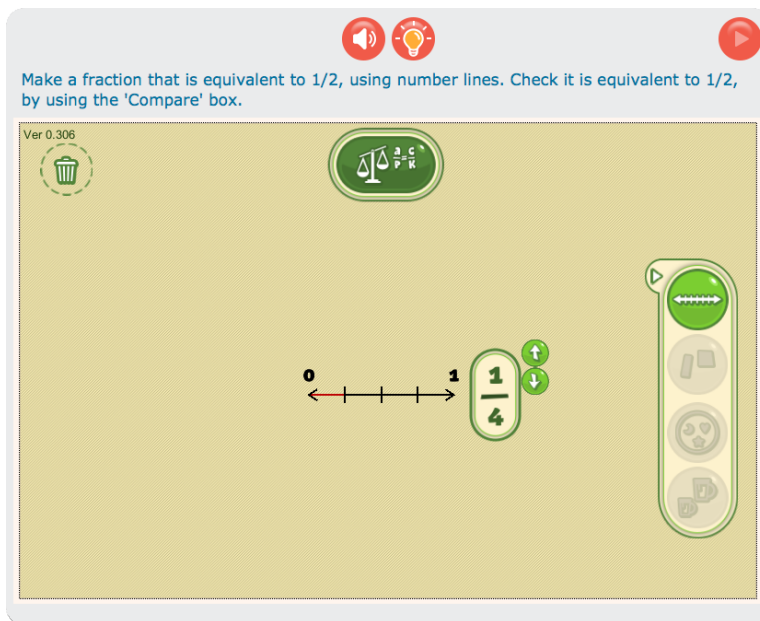 Make a fraction that is equivalent to 1/2, using number lines. Check it is equivalent to 1/2,
by using the 'Compare' box.
Ver 0.306
a/P = c/K
0 1
1
4